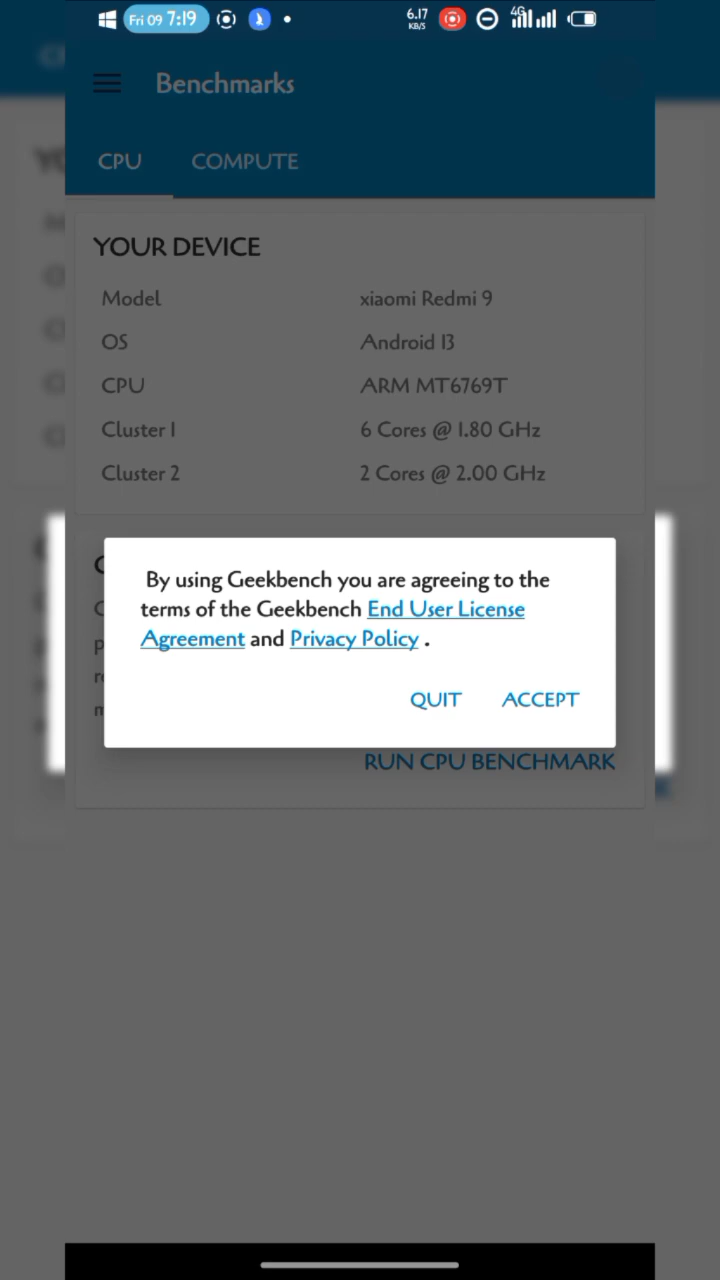 Fri 09 7:19
6.17
KB/S
4G
Benchmarks
CPU
COMPUTE
YOUR DEVICE
Model
xiaomi Redmi 9
OS
Android 13
CPU
ARM MT6769T
Cluster 1
6 Cores @ 1.80 GHz
Cluster 2
2 Cores @ 2.00 GHz
By using Geekbench you are agreeing to the
terms of the Geekbench End User License
Agreement and Privacy Policy .
QUIT
ACCEPT
RUN CPU BENCHMARK